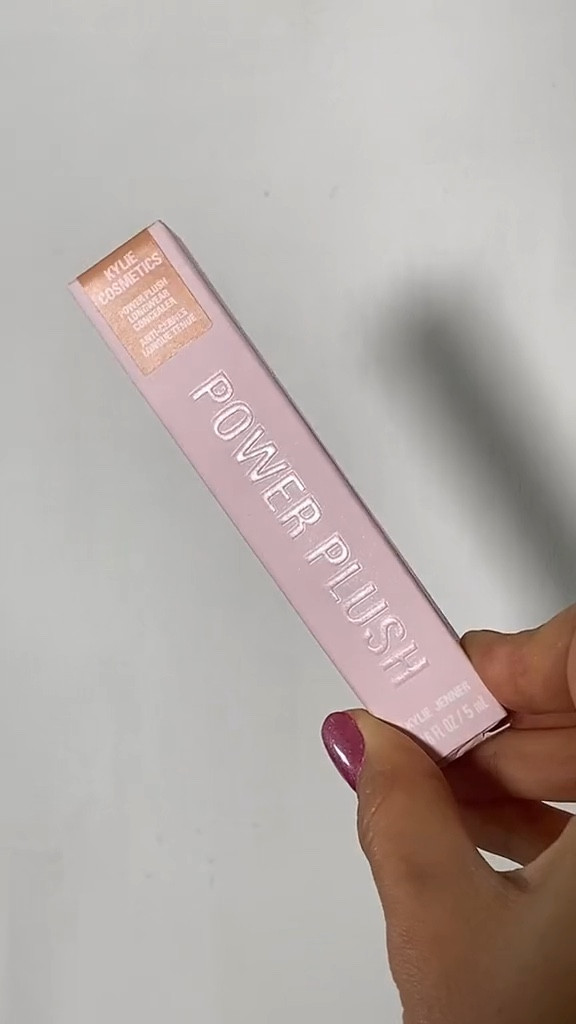 KYLIE
COSMETICS
POWER PLUSH
LONGWEAR
CONCEALER
ANTI-CERNES
LONGUE TENUE
POWER PLUSH
KYLIE JENNER
FL OZ / 5 mL